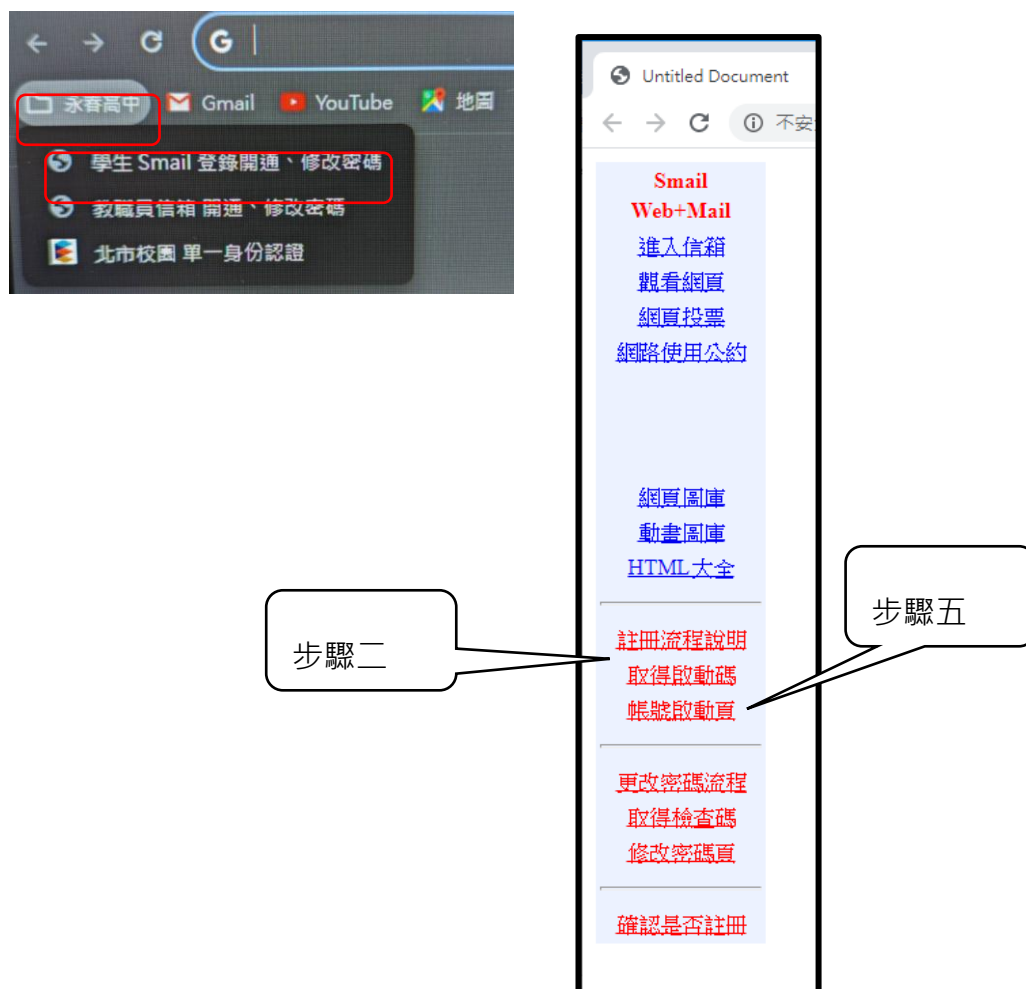 G
永春高中 Gmail YouTube 地圖
學生 Smail 登錄開通、修改密碼
教職員信箱 開通、修改密碼
北市校園 單一身份認證
Untitled Document
不安
Smail
Web+Mail
進入信箱
觀看網頁
網頁投票
網路使用公約
網頁圖庫
動畫圖庫
HTML大全
註冊流程說明
取得啟動碼
帳號啟動頁
更改密碼流程
取得檢查碼
修改密碼頁
確認是否註冊
步驟二
步驟五